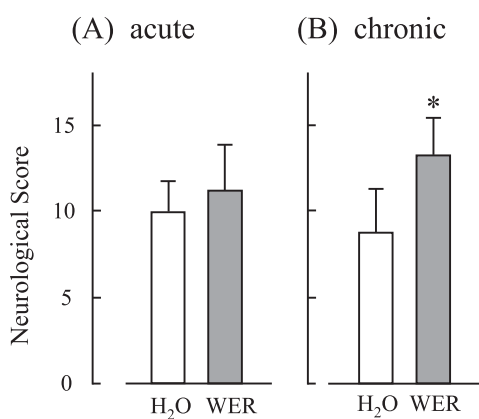 (A) acute
(B) chronic
Neurological Score
15
10
5
0
*
H₂O WER
H₂O WER